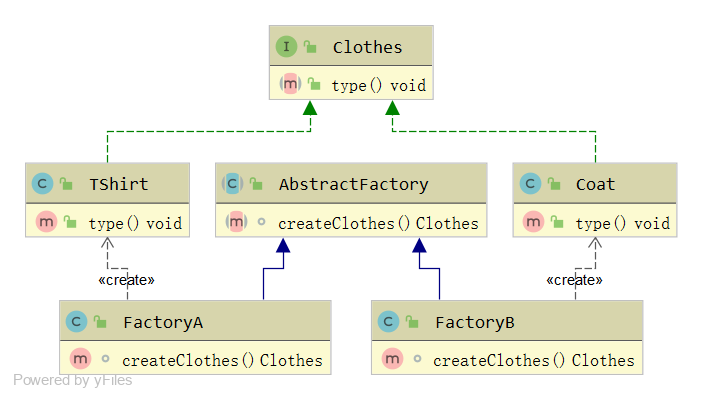 I Clothes
m type() void
C TShirt
m type() void
C AbstractFactory
m createClothes() Clothes
C Coat
m type() void
«create»
«create»
C FactoryA
m createClothes() Clothes
C FactoryB
m createClothes() Clothes
Powered by yFiles